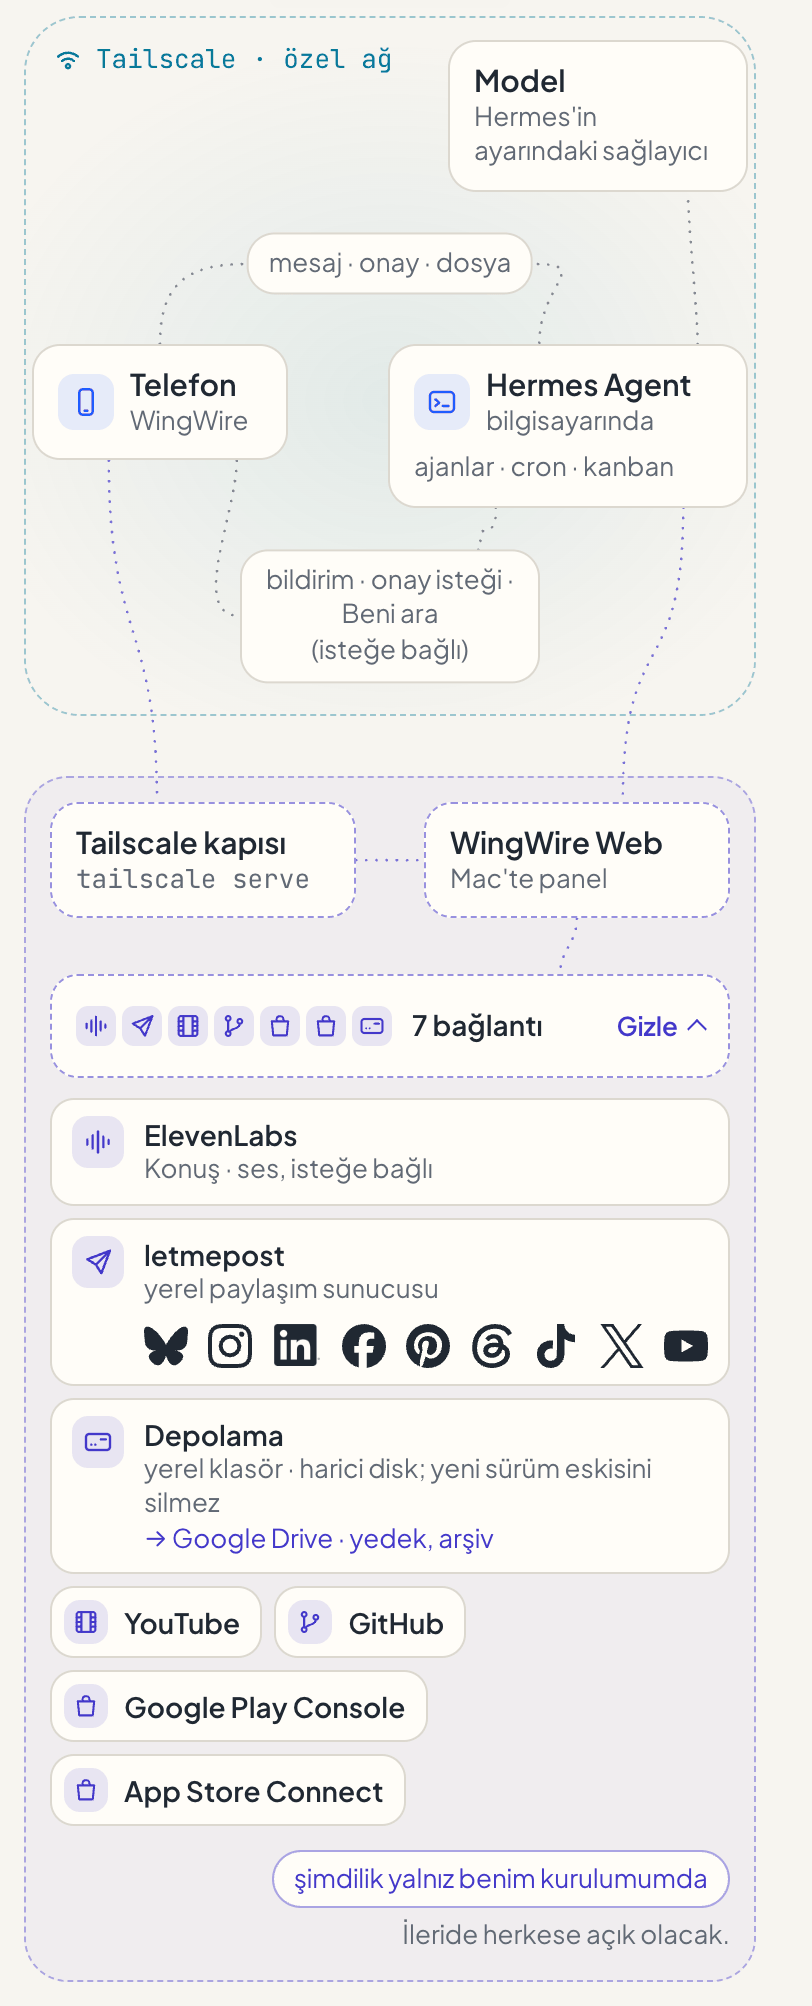 Tailscale · özel ağ
Model
Hermes'in
ayarındaki sağlayıcı
mesaj · onay · dosya
Telefon
WingWire
Hermes Agent
bilgisayarında
ajanlar · cron · kanban
bildirim · onay isteği ·
Beni ara
(isteğe bağlı)
Tailscale kapısı
tailscale serve
WingWire Web
Mac'te panel
7 bağlantı
Gizle
ElevenLabs
Konuş · ses, isteğe bağlı
letmepost
yerel paylaşım sunucusu
Depolama
yerel klasör · harici disk; yeni sürüm eskisini
silmez
→ Google Drive · yedek, arşiv
YouTube
GitHub
Google Play Console
App Store Connect
şimdilik yalnız benim kurulumumda
İleride herkese açık olacak.